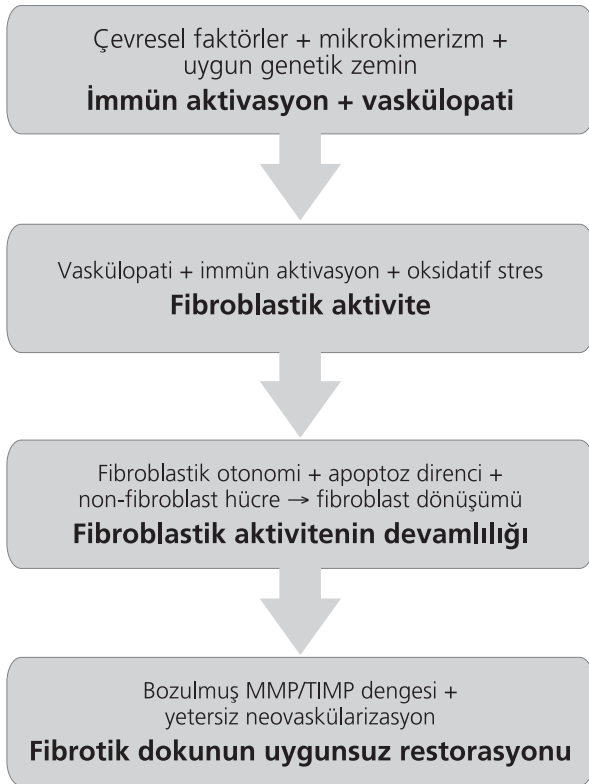 Çevresel faktörler + mikrokimerizm +
uygun genetik zemin
İmmün aktivasyon + vaskülopati
Vaskülopati + immün aktivasyon + oksidatif stres
Fibroblastik aktivite
Fibroblastik otonomi + apoptoz direnci +
non-fibroblast hücre → fibroblast dönüşümü
Fibroblastik aktivitenin devamlılığı
Bozulmuş MMP/TIMP dengesi +
yetersiz neovaskülarizasyon
Fibrotik dokunun uygunsuz restorasyonu